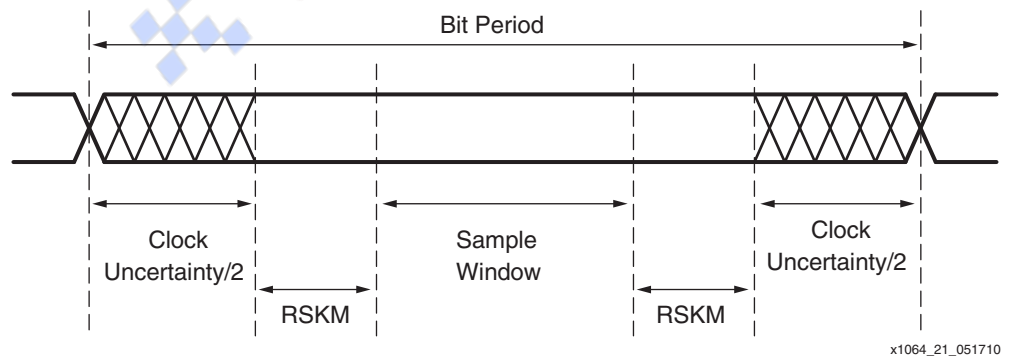 Bit Period
Clock
Uncertainty/2
Sample
Window
Clock
Uncertainty/2
RSKM
RSKM
x1064_21_051710